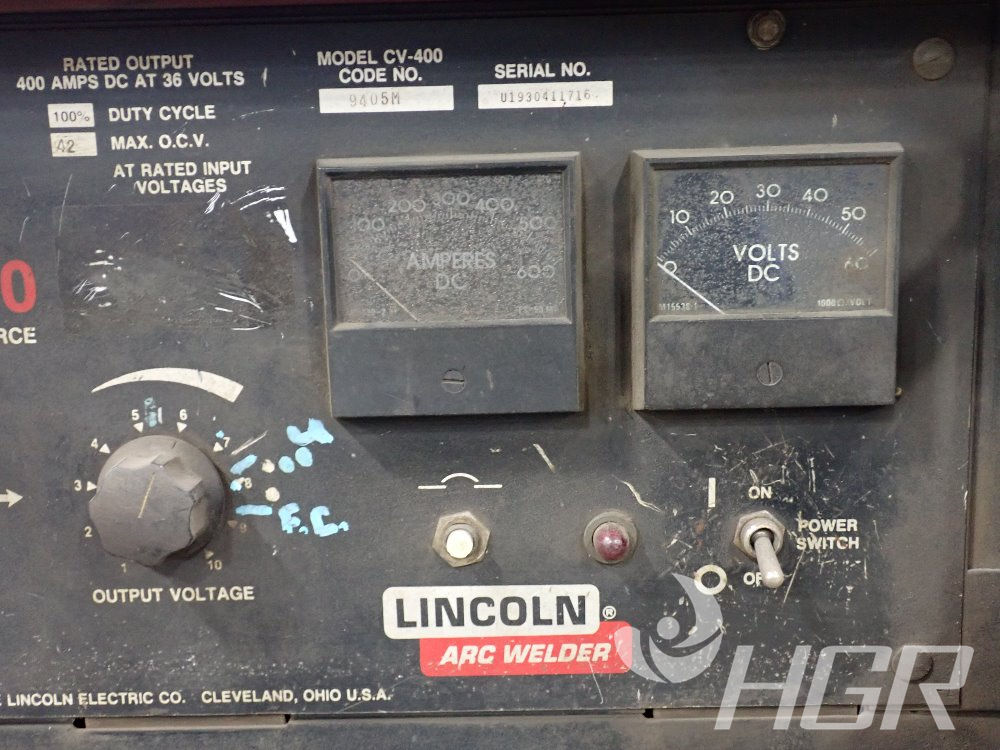 RATED OUTPUT
400 AMPS DC AT 36 VOLTS
100% DUTY CYCLE
42 MAX. O.C.V.
AT RATED INPUT
VOLTAGES
MODEL CV-400
CODE NO.
9405M
SERIAL NO.
U1930411716
0
RCE
200 300 400
500
600
AMPERES
DC
0 10 20 30 40 50 60
VOLTS
DC
1000 Ω/VOLT
1 2 3 4 5 6 7 8 9 10
F.C.
OUTPUT VOLTAGE
ON
POWER
SWITCH
OFF
LINCOLN ®
ARC WELDER
LINCOLN ELECTRIC CO. CLEVELAND, OHIO U.S.A.
HGR